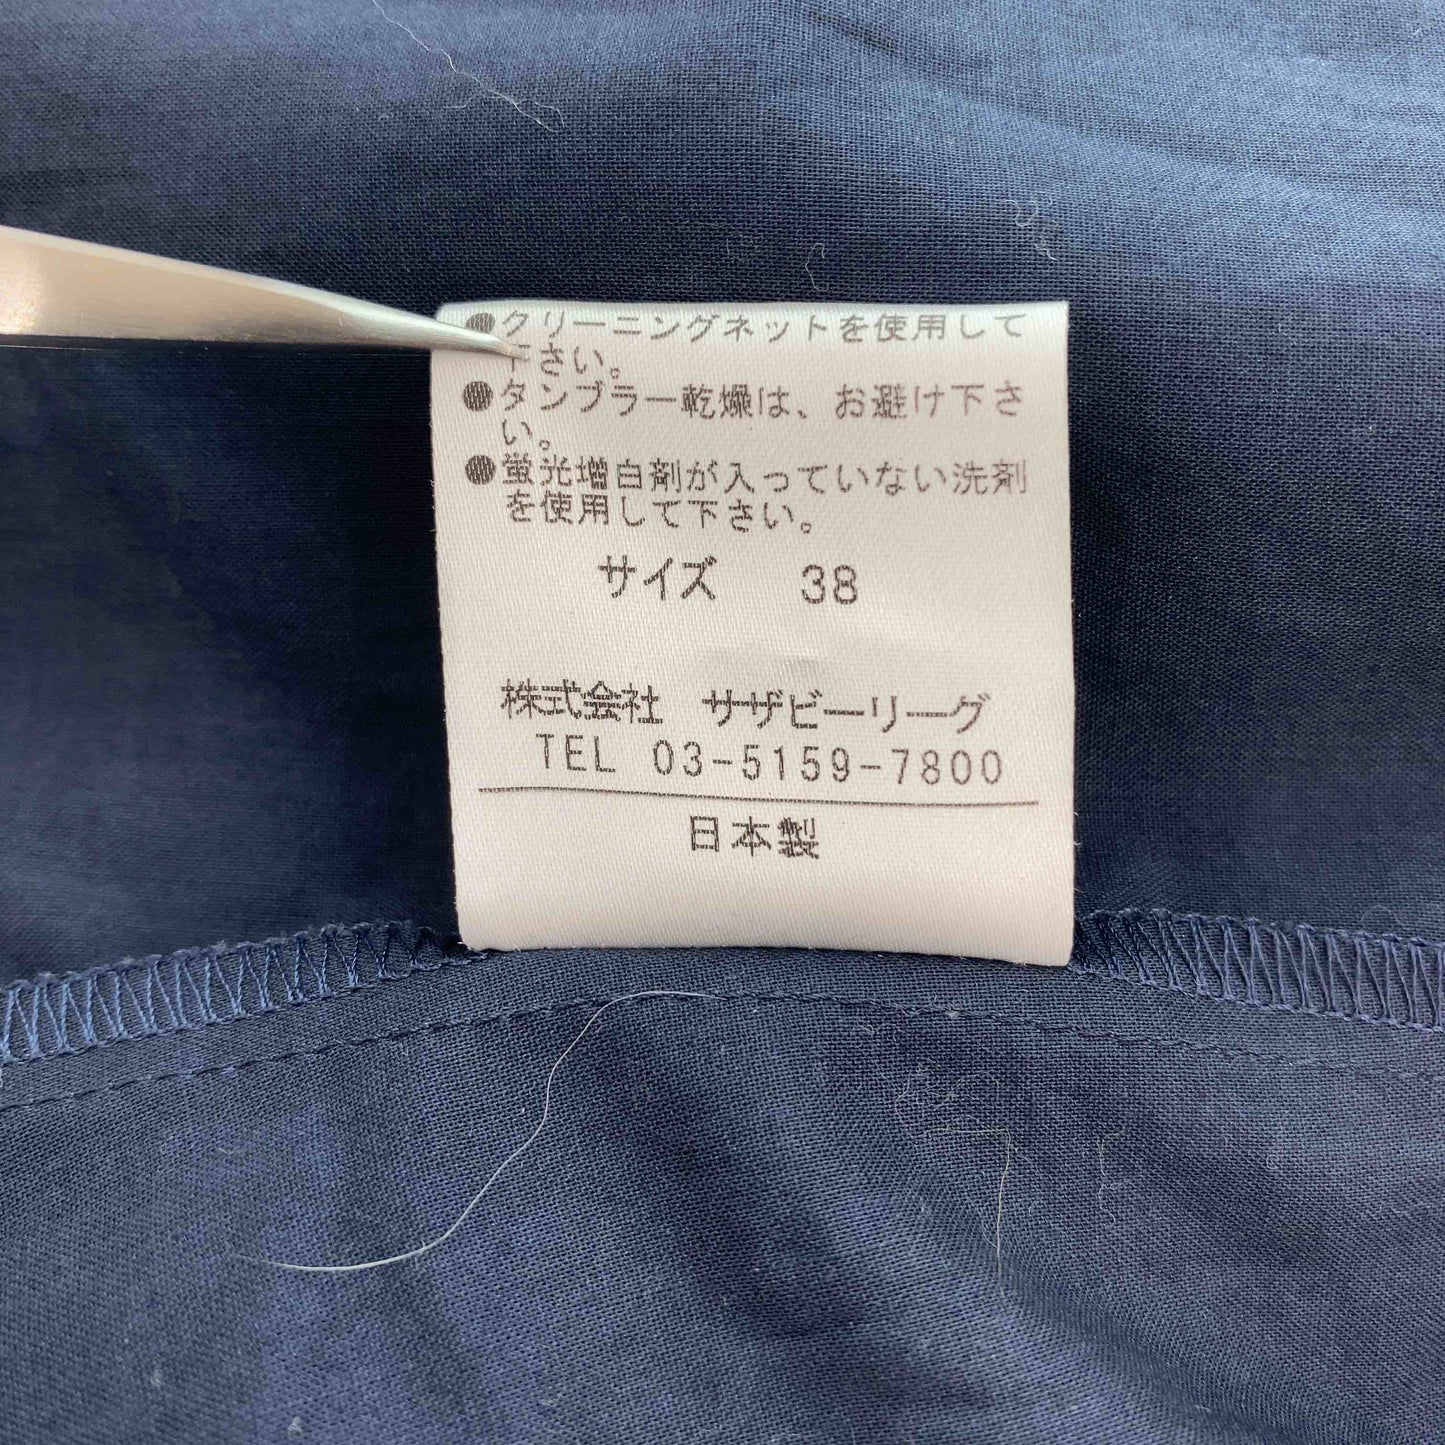 ●クリーニングネットを使用して
下さい。
●タンブラー乾燥は、お避け下さ
い。
●蛍光増白剤が入っていない洗剤
を使用して下さい。
サイズ 38
株式会社 サザビーリーグ
TEL 03-5159-7800
日本製